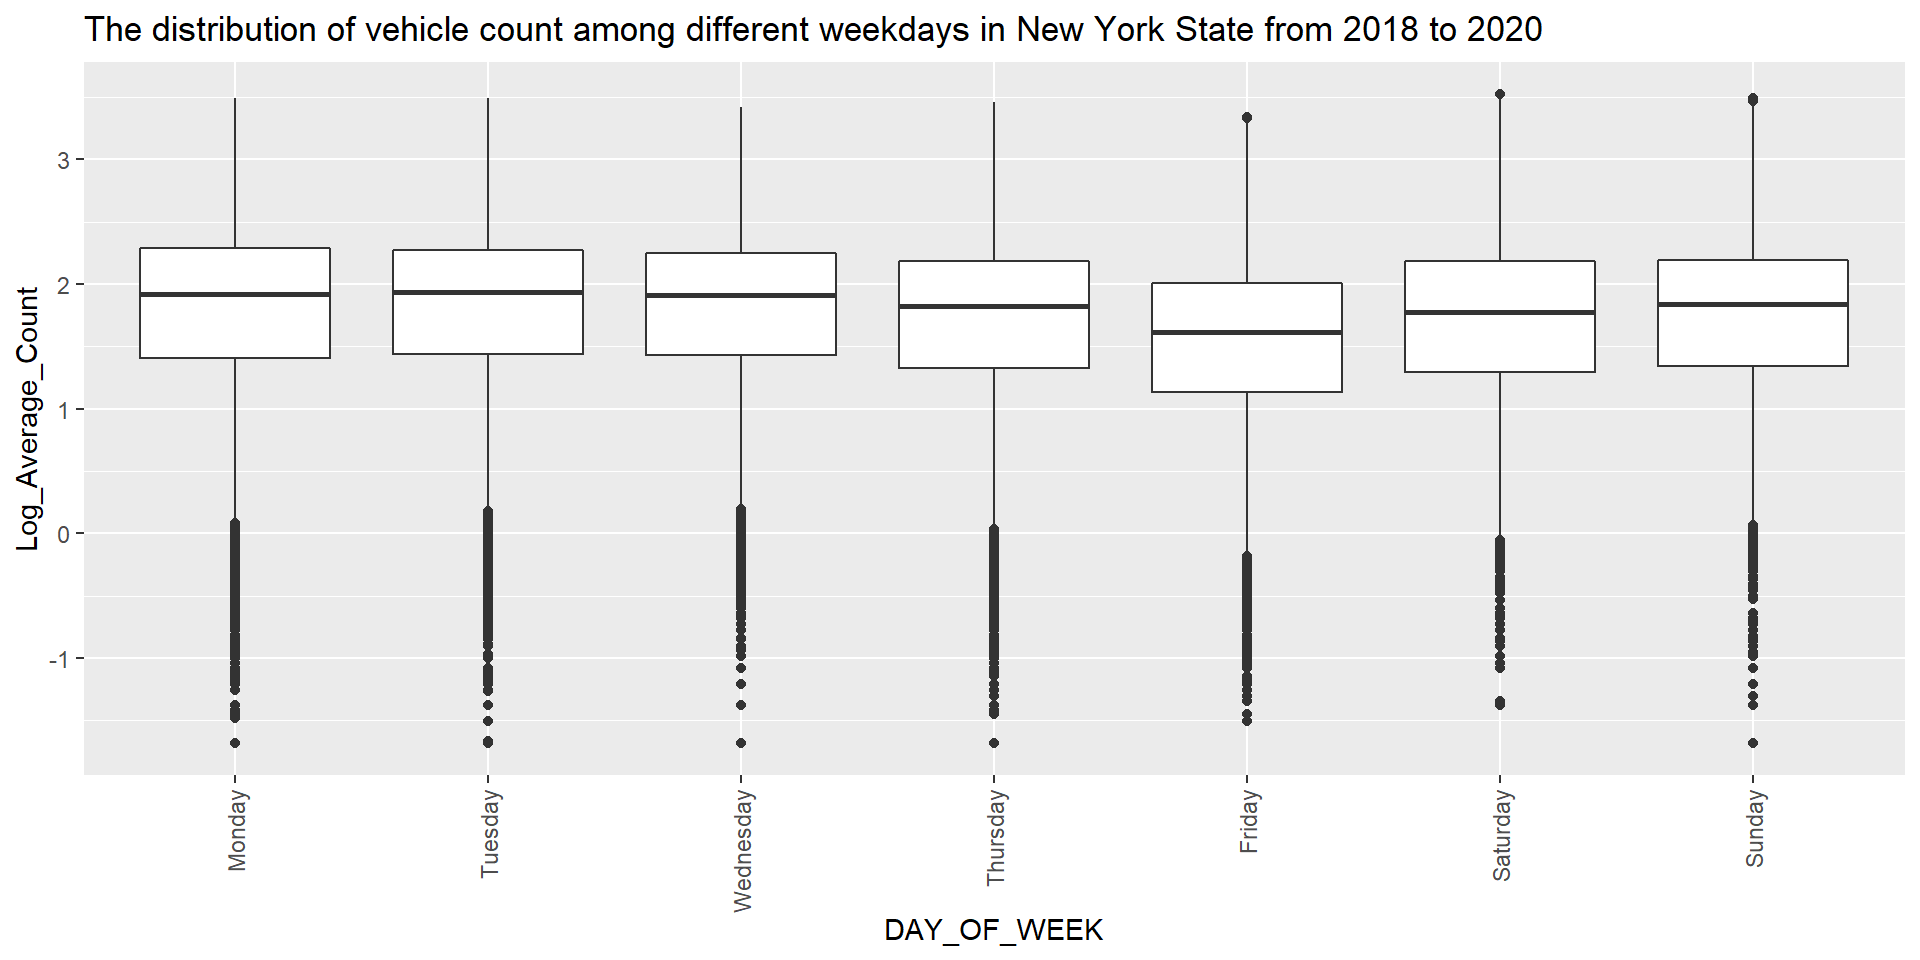 The distribution of vehicle count among different weekdays in New York State from 2018 to 2020
Log_Average_Count
3
2
1
0
-1
Monday
Tuesday
Wednesday
Thursday
Friday
Saturday
Sunday
DAY_OF_WEEK